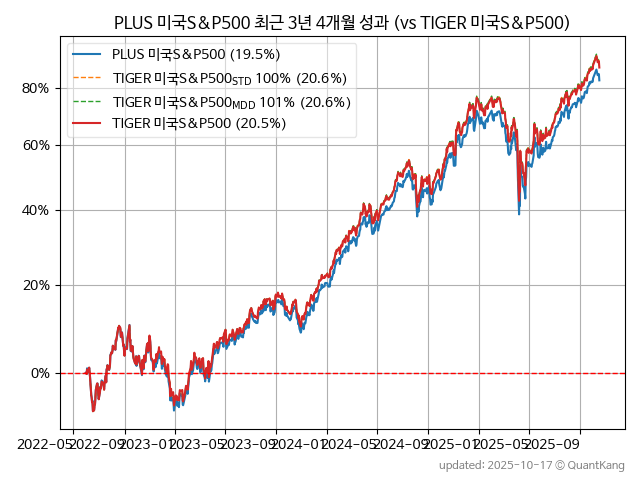 PLUS 미국S&P500 최근 3년 4개월 성과 (vs TIGER 미국S&P500)
PLUS 미국S&P500 (19.5%)
TIGER 미국S&P500STD 100% (20.6%)
TIGER 미국S&P500MDD 101% (20.6%)
TIGER 미국S&P500 (20.5%)
80%
60%
40%
20%
0%
2022-05 2022-09 2023-01 2023-05 2023-09 2024-01 2024-05 2024-09 2025-01 2025-05 2025-09
updated: 2025-10-17 © QuantKang